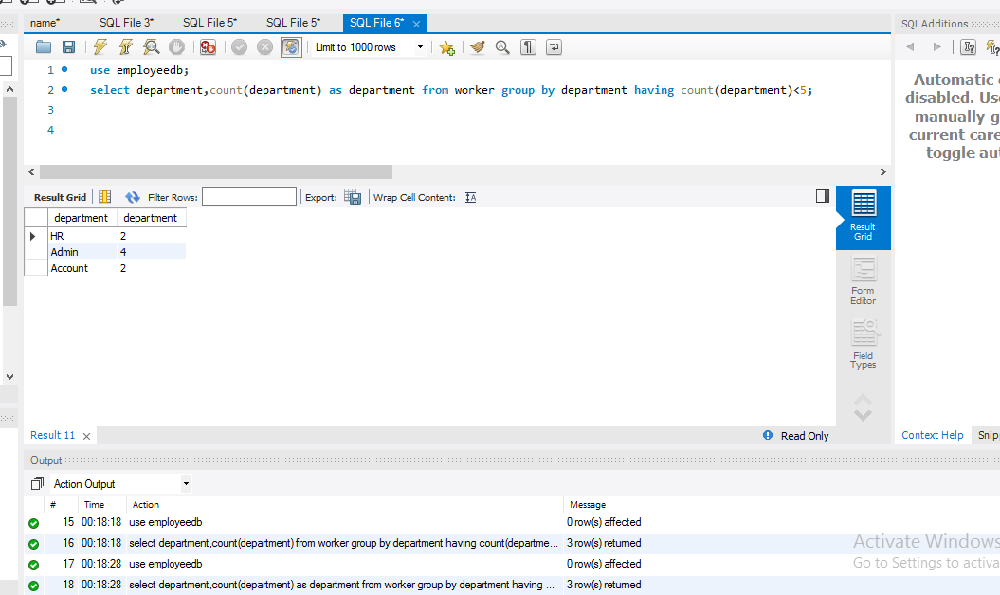 name* SQL File 3* SQL File 5* SQL File 5* SQL File 6*
SQLAdditions
Limit to 1000 rows
1 use employeedb;
2 select department,count(department) as department from worker group by department having count(department)<5;
3
4
Automatic
disabled. Us
manually g
current care
toggle aut
Result Grid Filter Rows: Export: Wrap Cell Content:
department department
HR 2
Admin 4
Account 2
Result
Grid
Form
Editor
Field
Types
Result 11
Read Only
Context Help Snip
Output
Action Output
# Time Action Message
15 00:18:18 use employeedb 0 row(s) affected
16 00:18:18 select department,count(department) from worker group by department having count(departme... 3 row(s) returned
17 00:18:28 use employeedb 0 row(s) affected
18 00:18:28 select department,count(department) as department from worker group by department having ... 3 row(s) returned
Activate Windows
Go to Settings to activa